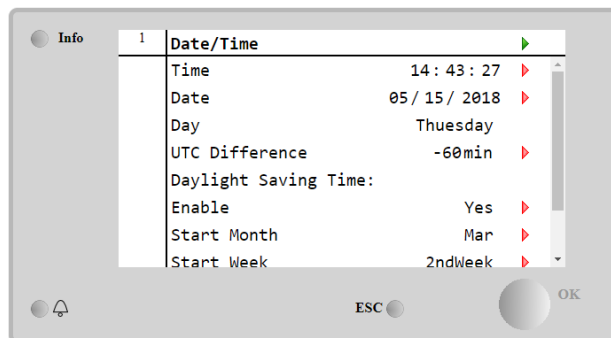 Info
1 Date/Time
Time 14:43:27
Date 05/15/2018
Day Thuesday
UTC Difference -60min
Daylight Saving Time:
Enable Yes
Start Month Mar
Start Week 2ndWeek
ESC OK